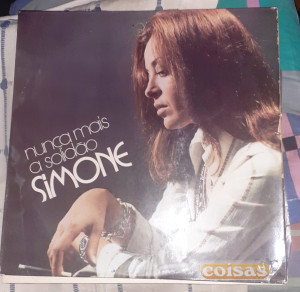 nunca mais
a solidão
SIMONE
coisas